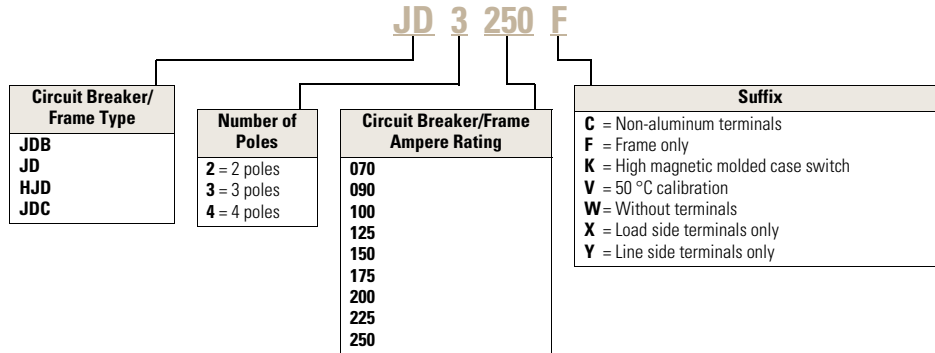 JD 3 250 F
Circuit Breaker/
Frame Type
JDB
JD
HJD
JDC
Number of
Poles
2 = 2 poles
3 = 3 poles
4 = 4 poles
Circuit Breaker/Frame
Ampere Rating
070
090
100
125
150
175
200
225
250
Suffix
C = Non-aluminum terminals
F = Frame only
K = High magnetic molded case switch
V = 50 °C calibration
W = Without terminals
X = Load side terminals only
Y = Line side terminals only